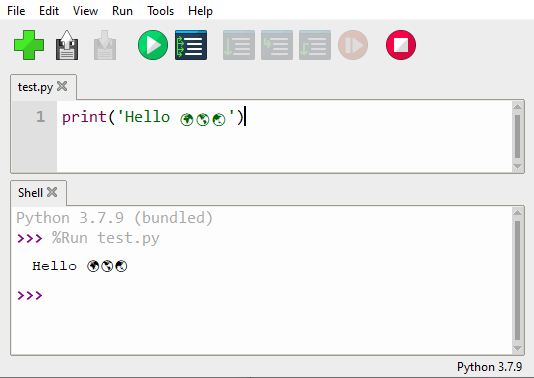 File Edit View Run Tools Help
test.py
1 print('Hello 🌍🌎🌏')
Shell
Python 3.7.9 (bundled)
>>> %Run test.py
Hello 🌍🌎🌏
>>>
Python 3.7.9